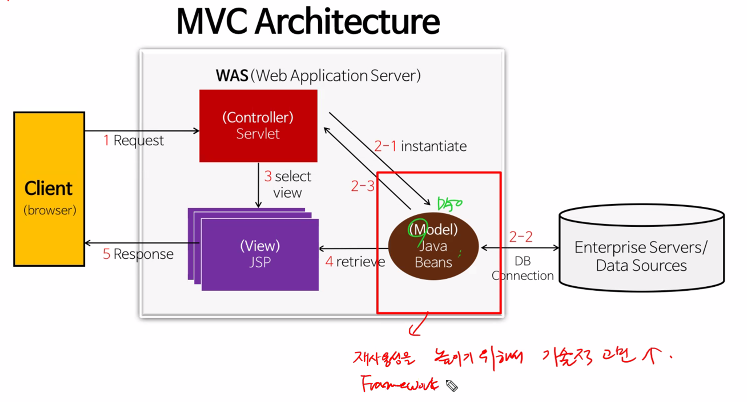 MVC Architecture
WAS (Web Application Server)
(Controller)
Servlet
1 Request
2-1 instantiate
Client
(browser)
3 select
view
2-3
DAO
(View)
JSP
(Model)
Java
Beans
2-2
DB
Connection
Enterprise Servers/
Data Sources
5 Response
4 retrieve
재사용성을 높이기 위해서 기술적 고민 ↑.
Framework